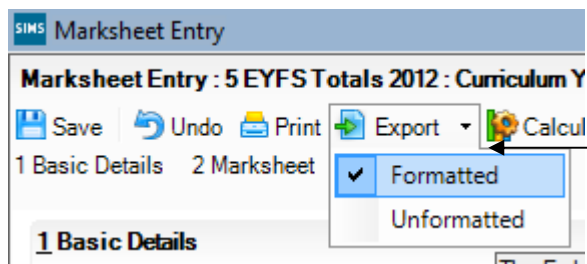 SIMS Marksheet Entry
Marksheet Entry : 5 EYFS Totals 2012 : Curriculum Y
Save Undo Print Export Calcul
1 Basic Details 2 Marksheet
Formatted
Unformatted
1 Basic Details